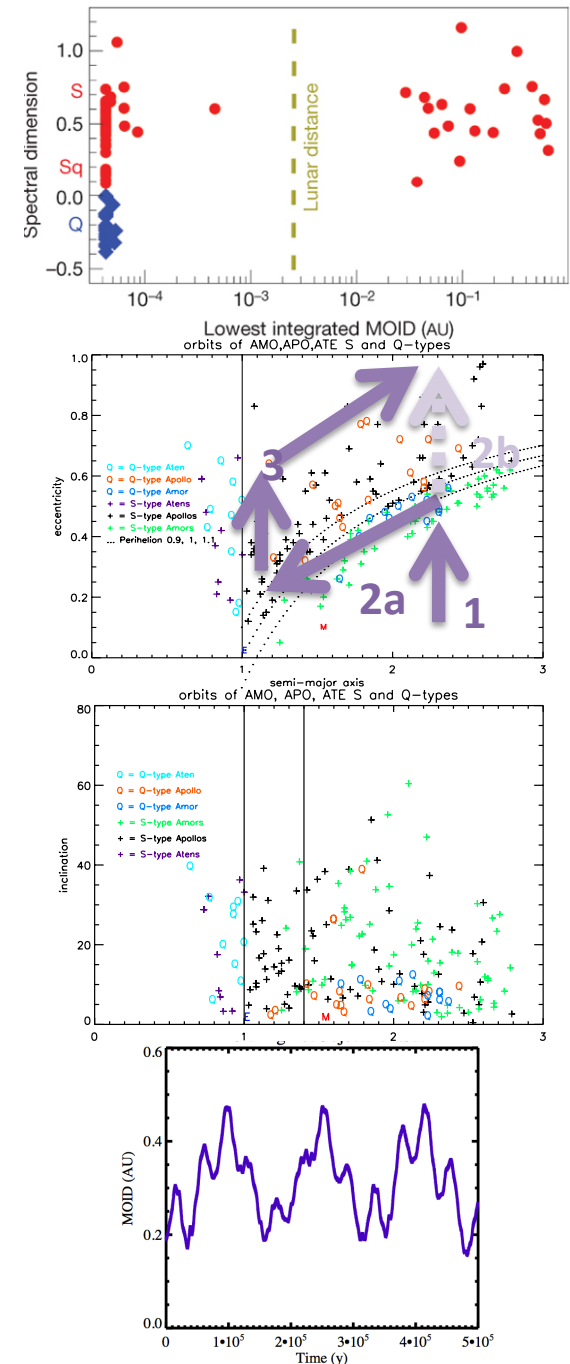 1.0
S
0.5
Sq
0.0
Q
−0.5
Spectral dimension
Lunar distance
10−4
10−3
10−2
10−1
Lowest integrated MOID (AU)
orbits of AMO,APO,ATE S and Q-types
1.0
0.8
0.6
0.4
0.2
0.0
eccentricity
Q = Q-type Aten
Q = Q-type Apollo
Q = Q-type Amor
+ = S-type Atens
+ = S-type Apollos
+ = S-type Amors
... Perihelion 0.9, 1, 1.1
3
2b
2a
1
M
E
0
1
2
3
semi-major axis
orbits of AMO, APO, ATE S and Q-types
80
60
40
20
0
inclination
Q = Q-type Aten
Q = Q-type Apollo
Q = Q-type Amor
+ = S-type Amors
+ = S-type Apollos
+ = S-type Atens
E
M
0
1
2
3
0.6
0.4
0.2
0.0
MOID (AU)
0
1•10⁵
2•10⁵
3•10⁵
4•10⁵
5•10⁵
Time (y)